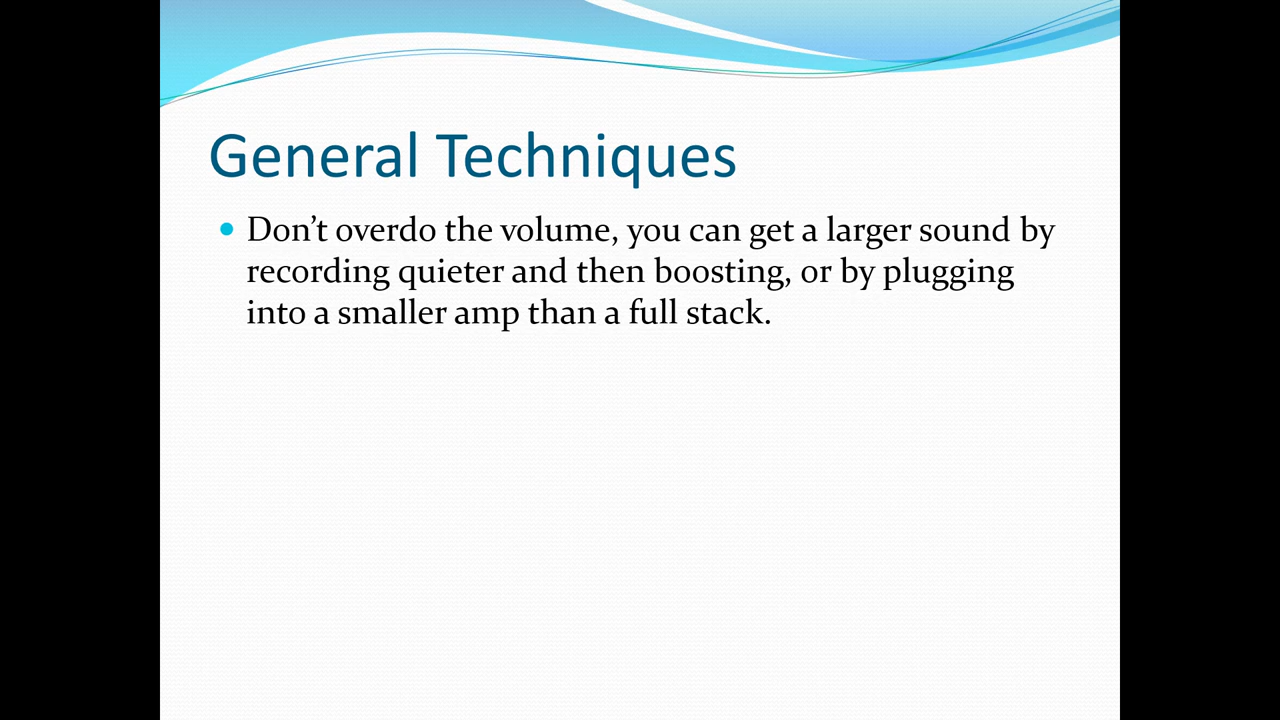 General Techniques
• Don’t overdo the volume, you can get a larger sound by
recording quieter and then boosting, or by plugging
into a smaller amp than a full stack.